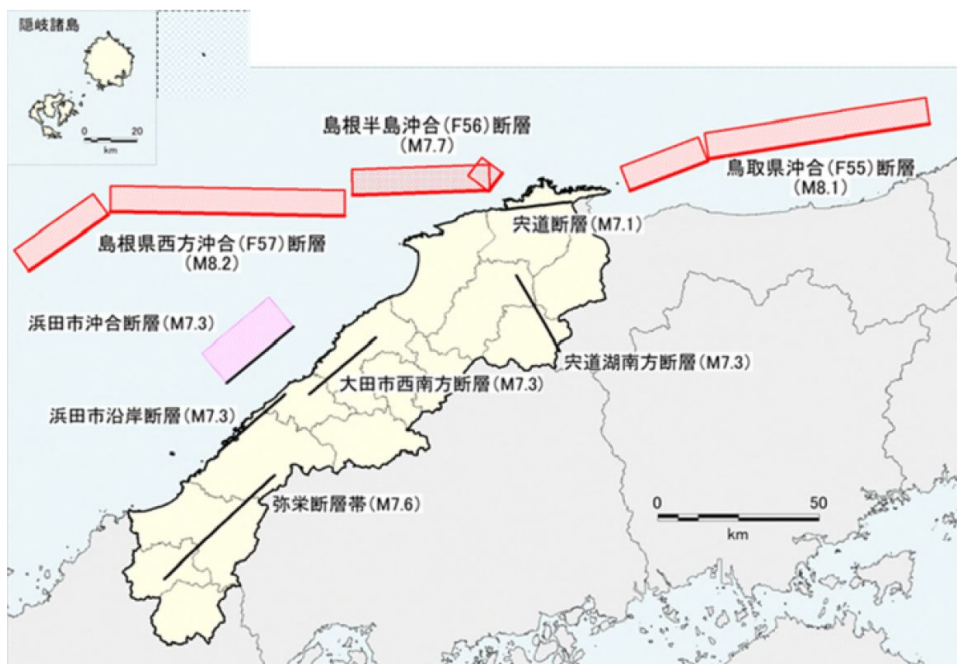 隠岐諸島
0 20
km
島根半島沖合(F56)断層
(M7.7)
鳥取県沖合(F55)断層
(M8.1)
宍道断層(M7.1)
島根県西方沖合(F57)断層
(M8.2)
浜田市沖合断層(M7.3)
宍道湖南方断層(M7.3)
大田市西南方断層(M7.3)
浜田市沿岸断層(M7.3)
弥栄断層帯(M7.6)
0 50
km